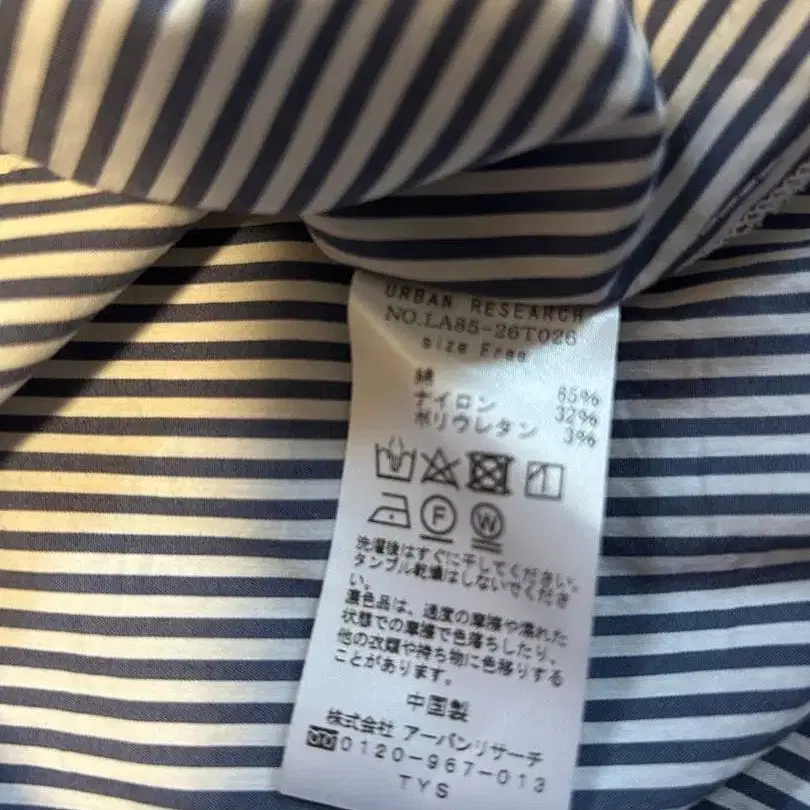 URBAN RESEARCH
NO.LA35-26T026
size Free
綿 65%
ナイロン 32%
ポリウレタン 3%
F W
洗濯後はすぐに干してください。
タンブル乾燥はしないでくださ
い。
濃色品は、過度の摩擦や濡れた
状態での摩擦で色落ちしたり、
他の衣類や持ち物に色移りする
ことがあります。
中国製
株式会社 アーバンリサーチ
0120-967-013
TYS